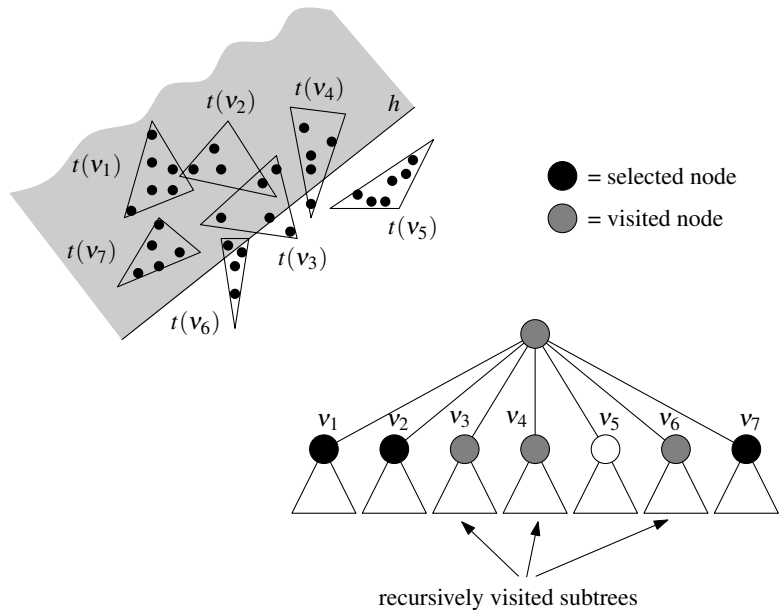 t(ν₄)
t(ν₂)
h
t(ν₁)
t(ν₅)
t(ν₇)
t(ν₃)
t(ν₆)
= selected node
= visited node
ν₁ ν₂ ν₃ ν₄ ν₅ ν₆ ν₇
recursively visited subtrees